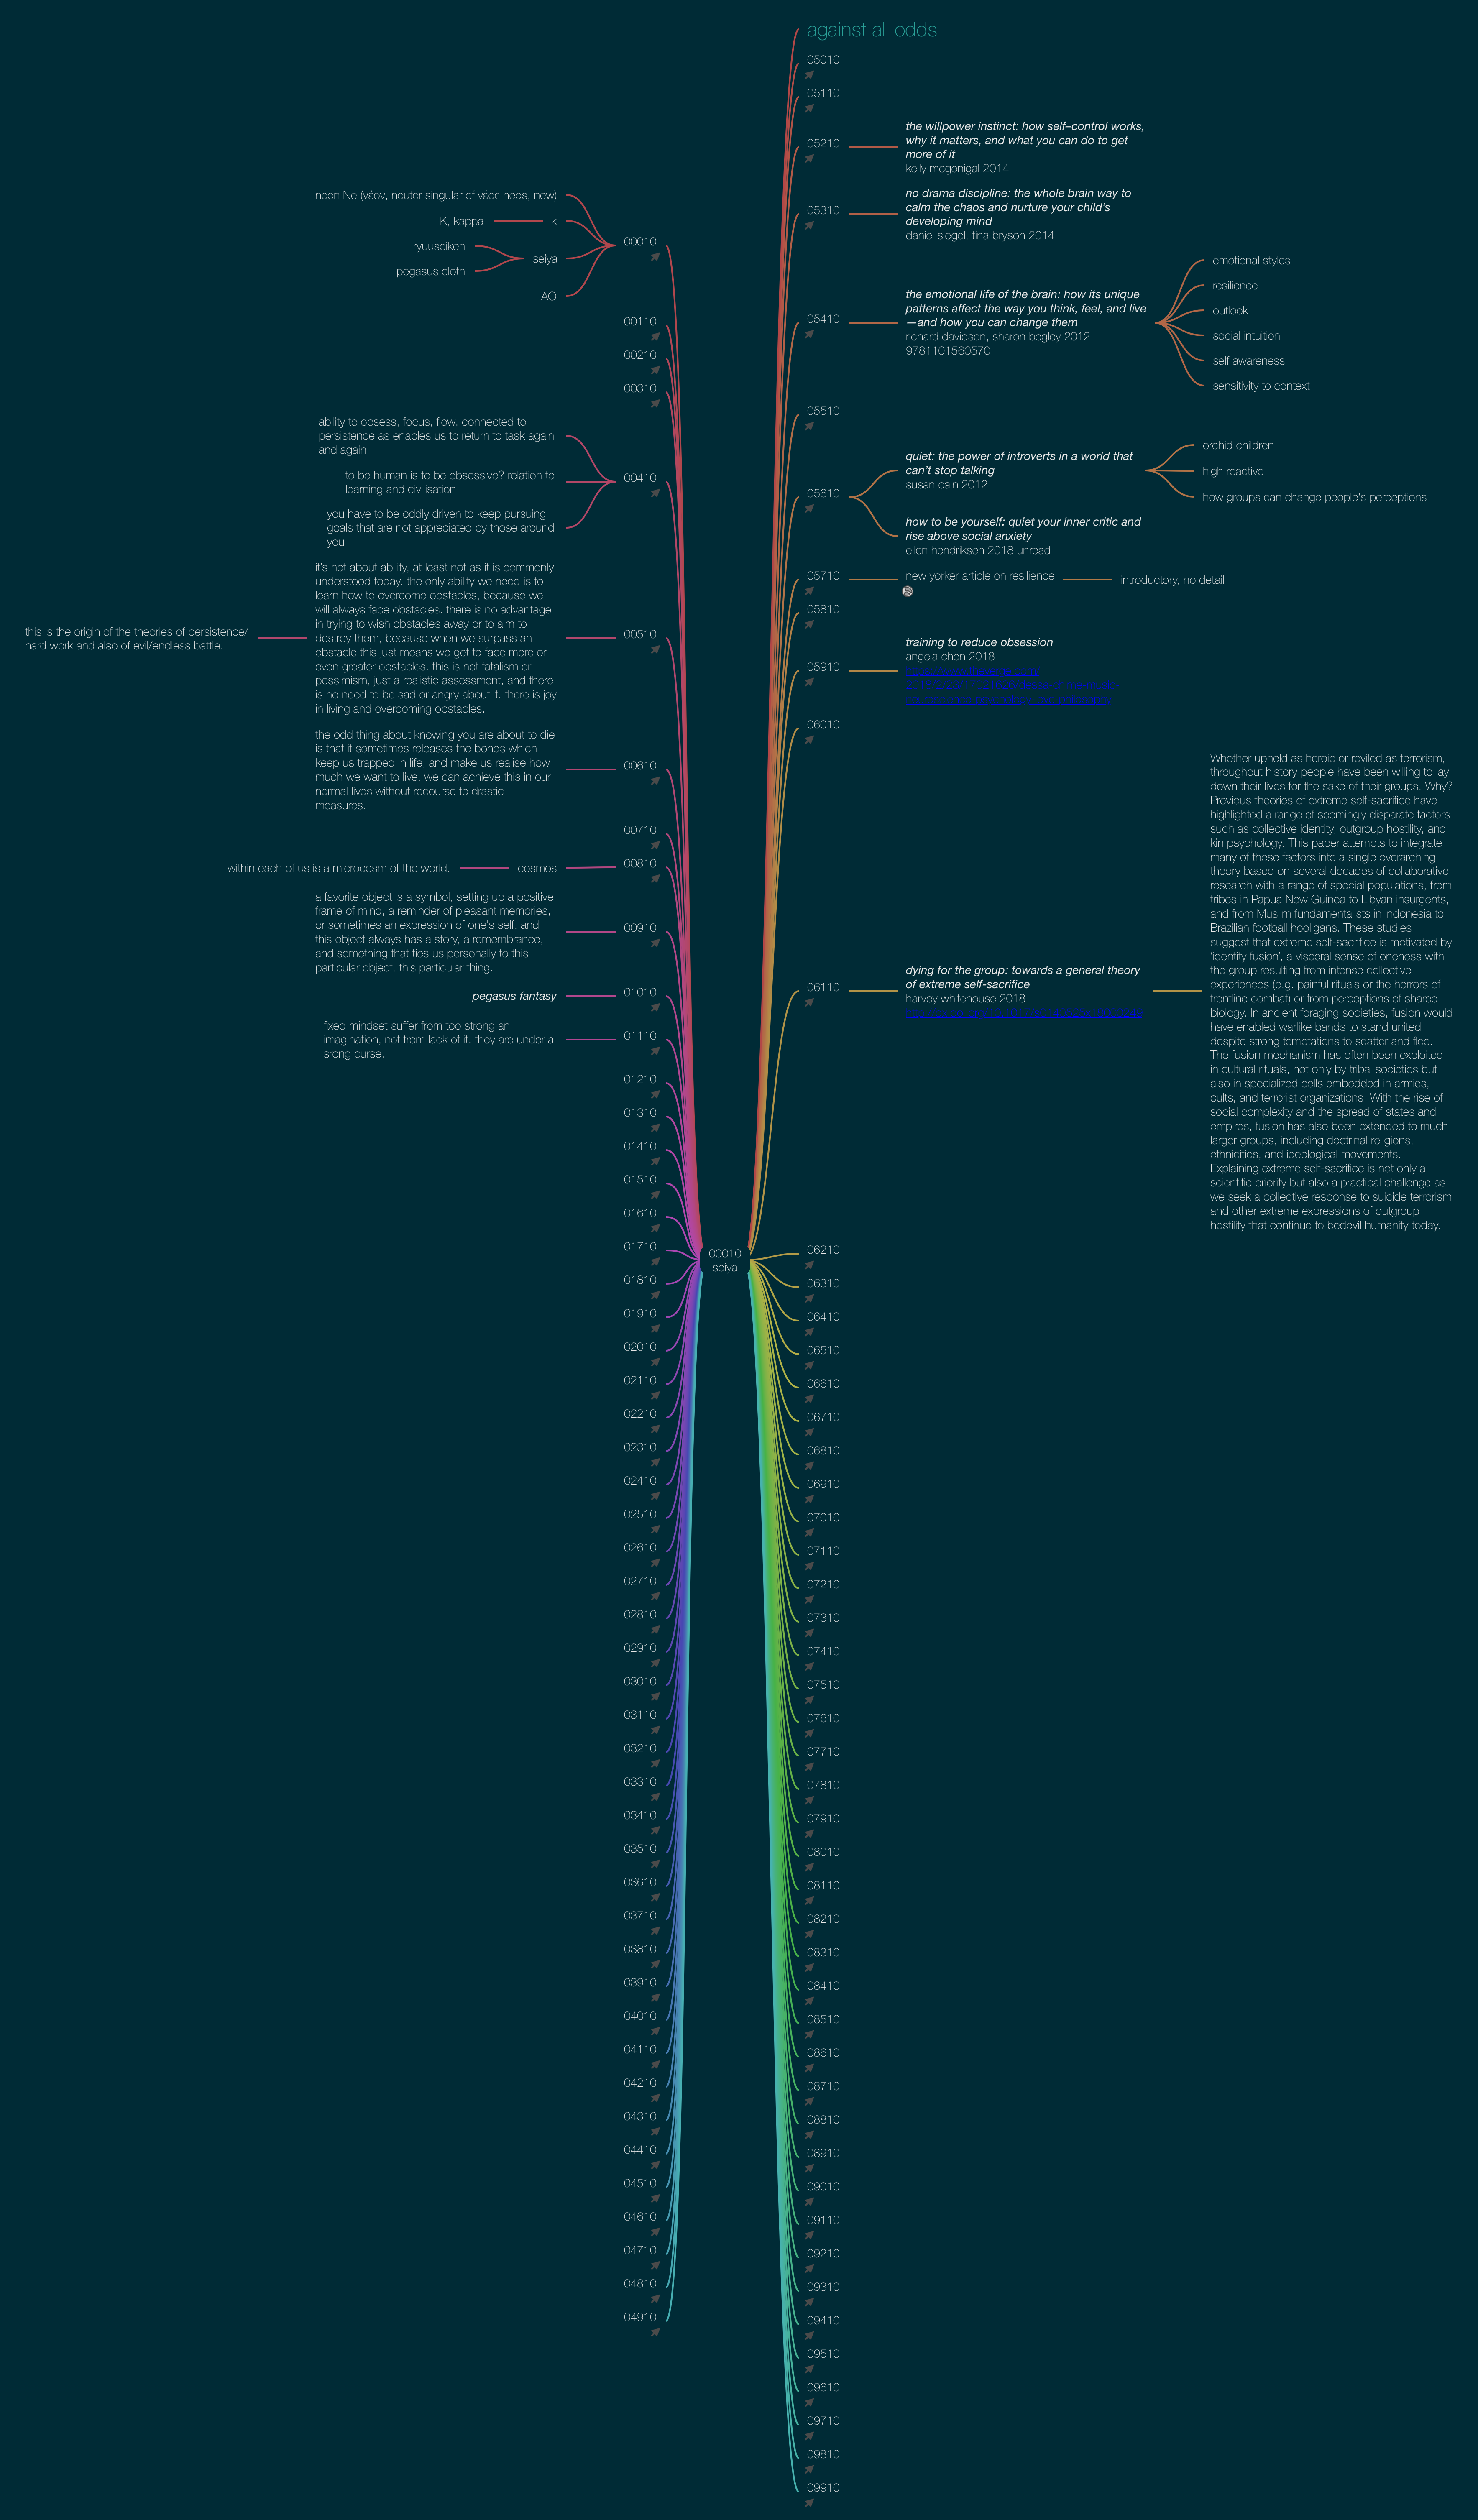 against all odds
05010
05110
05210
the willpower instinct: how self–control works,
why it matters, and what you can do to get
more of it
kelly mcgonigal 2014
05310
no drama discipline: the whole brain way to
calm the chaos and nurture your child's
developing mind
daniel siegel, tina bryson 2014
05410
the emotional life of the brain: how its unique
patterns affect the way you think, feel, and live
—and how you can change them
richard davidson, sharon begley 2012
9781101560570
emotional styles
resilience
outlook
social intuition
self awareness
sensitivity to context
05510
05610
quiet: the power of introverts in a world that
can't stop talking
susan cain 2012
orchid children
high reactive
how groups can change people's perceptions
how to be yourself: quiet your inner critic and
rise above social anxiety
ellen hendriksen 2018 unread
05710
new yorker article on resilience
introductory, no detail
05810
05910
training to reduce obsession
angela chen 2018
06010
06110
dying for the group: towards a general theory
of extreme self-sacrifice
harvey whitehouse 2018
Whether upheld as heroic or reviled as terrorism,
throughout history people have been willing to lay
down their lives for the sake of their groups. Why?
Previous theories of extreme self-sacrifice have
highlighted a range of seemingly disparate factors
such as collective identity, outgroup hostility, and
kin psychology. This paper attempts to integrate
many of these factors into a single overarching
theory based on several decades of collaborative
research with a range of special populations, from
tribes in Papua New Guinea to Libyan insurgents,
and from Muslim fundamentalists in Indonesia to
Brazilian football hooligans. These studies
suggest that extreme self-sacrifice is motivated by
'identity fusion', a visceral sense of oneness with
the group resulting from intense collective
experiences (e.g. painful rituals or the horrors of
frontline combat) or from perceptions of shared
biology. In ancient foraging societies, fusion would
have enabled warlike bands to stand united
despite strong temptations to scatter and flee.
The fusion mechanism has often been exploited
in cultural rituals, not only by tribal societies but
also in specialized cells embedded in armies,
cults, and terrorist organizations. With the rise of
social complexity and the spread of states and
empires, fusion has also been extended to much
larger groups, including doctrinal religions,
ethnicities, and ideological movements.
Explaining extreme self-sacrifice is not only a
scientific priority but also a practical challenge as
we seek a collective response to suicide terrorism
and other extreme expressions of outgroup
hostility that continue to bedevil humanity today.
06210
06310
06410
06510
06610
06710
06810
06910
07010
07110
07210
07310
07410
07510
07610
07710
07810
07910
08010
08110
08210
08310
08410
08510
08610
08710
08810
08910
09010
09110
09210
09310
09410
09510
09610
09710
09810
09910
00010
seiya
00010
neon Ne (νέον, neuter singular of νέος neos, new)
κ
K, kappa
seiya
ryuuseiken
pegasus cloth
AO
00110
00210
00310
00410
ability to obsess, focus, flow, connected to
persistence as enables us to return to task again
and again
to be human is to be obsessive? relation to
learning and civilisation
you have to be oddly driven to keep pursuing
goals that are not appreciated by those around
you
00510
it's not about ability, at least not as it is commonly
understood today. the only ability we need is to
learn how to overcome obstacles, because we
will always face obstacles. there is no advantage
in trying to wish obstacles away or to aim to
destroy them, because when we surpass an
obstacle this just means we get to face more or
even greater obstacles. this is not fatalism or
pessimism, just a realistic assessment, and there
is no need to be sad or angry about it. there is joy
in living and overcoming obstacles.
this is the origin of the theories of persistence/
hard work and also of evil/endless battle.
00610
the odd thing about knowing you are about to die
is that it sometimes releases the bonds which
keep us trapped in life, and make us realise how
much we want to live. we can achieve this in our
normal lives without recourse to drastic
measures.
00710
00810
cosmos
within each of us is a microcosm of the world.
00910
a favorite object is a symbol, setting up a positive
frame of mind, a reminder of pleasant memories,
or sometimes an expression of one's self. and
this object always has a story, a remembrance,
and something that ties us personally to this
particular object, this particular thing.
01010
pegasus fantasy
01110
fixed mindset suffer from too strong an
imagination, not from lack of it. they are under a
srong curse.
01210
01310
01410
01510
01610
01710
01810
01910
02010
02110
02210
02310
02410
02510
02610
02710
02810
02910
03010
03110
03210
03310
03410
03510
03610
03710
03810
03910
04010
04110
04210
04310
04410
04510
04610
04710
04810
04910